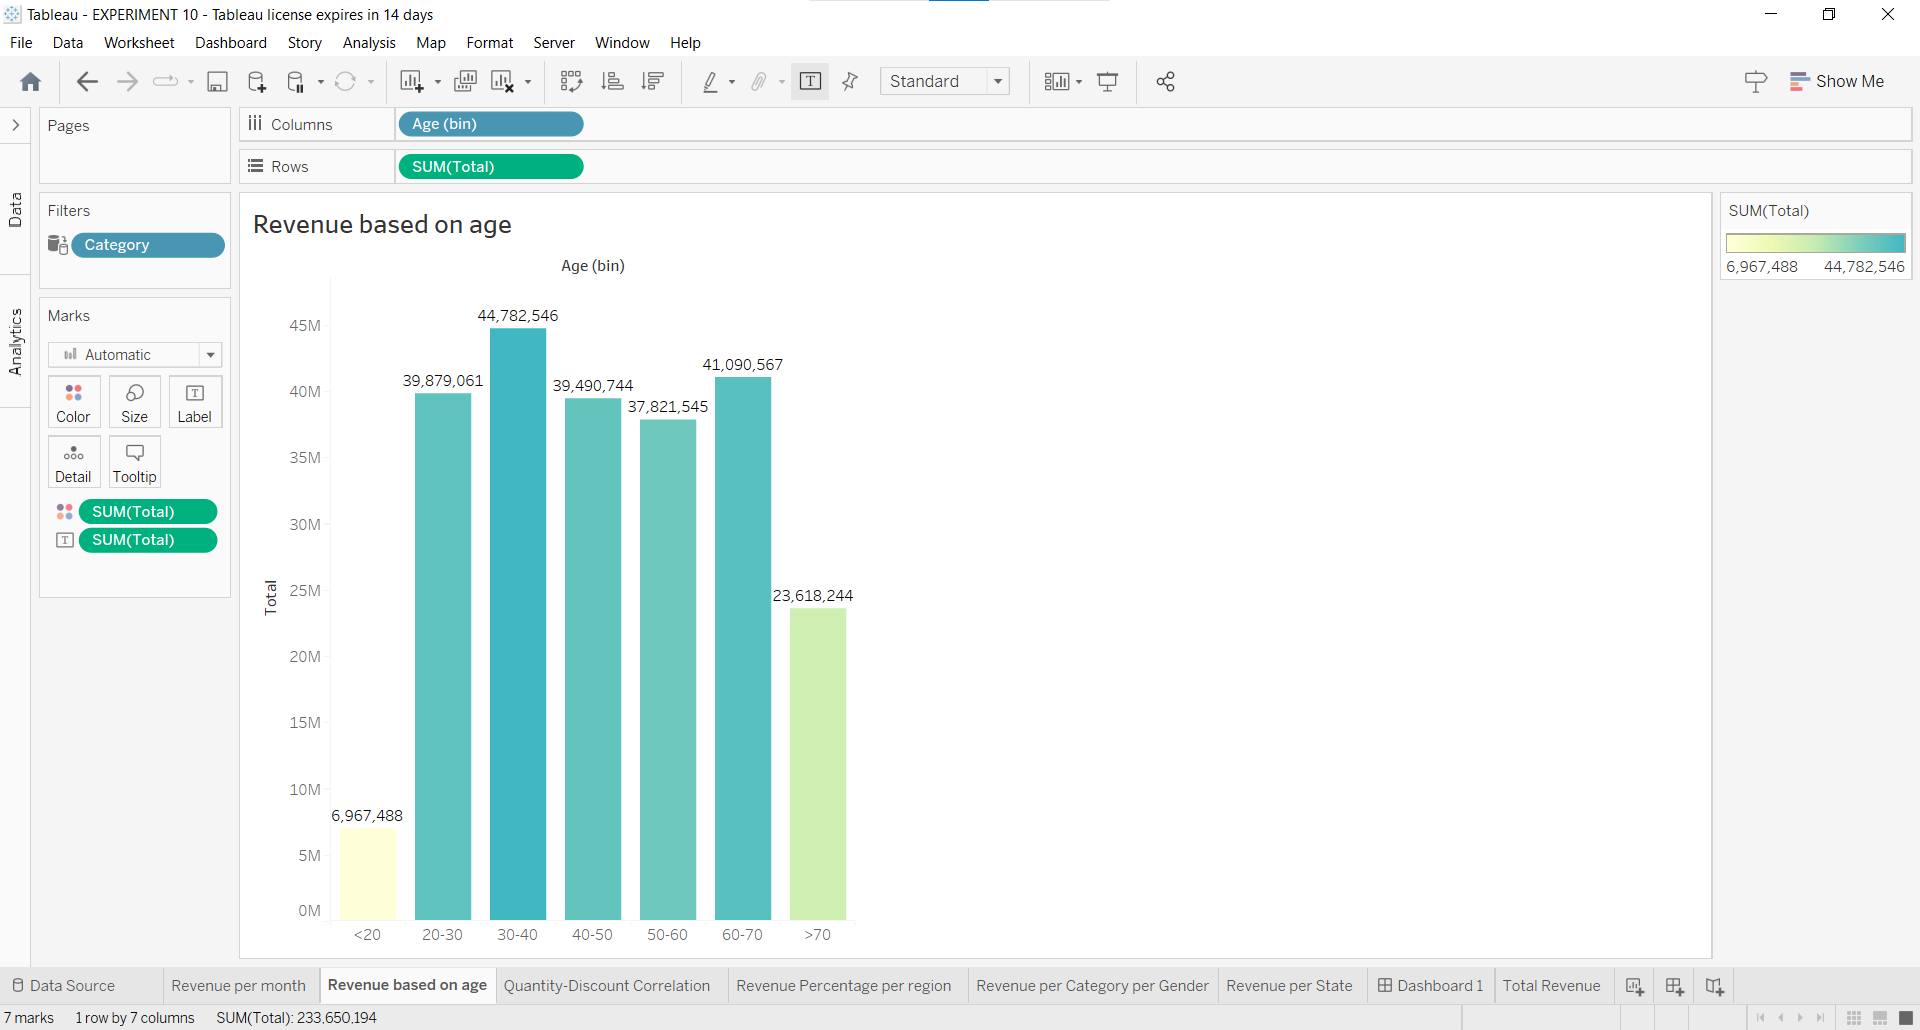 Tableau - EXPERIMENT 10 - Tableau license expires in 14 days
File Data Worksheet Dashboard Story Analysis Map Format Server Window Help
Standard
Show Me
Data
Analytics
Pages
Columns
Age (bin)
Rows
SUM(Total)
Filters
Category
Marks
Automatic
Color
Size
Label
Detail
Tooltip
SUM(Total)
SUM(Total)
Revenue based on age
Age (bin)
Total
45M
40M
35M
30M
25M
20M
15M
10M
5M
0M
6,967,488
39,879,061
44,782,546
39,490,744
37,821,545
41,090,567
23,618,244
<20 20-30 30-40 40-50 50-60 60-70 >70
SUM(Total)
6,967,488 44,782,546
Data Source Revenue per month Revenue based on age Quantity-Discount Correlation Revenue Percentage per region Revenue per Category per Gender Revenue per State Dashboard 1 Total Revenue
7 marks 1 row by 7 columns SUM(Total): 233,650,194